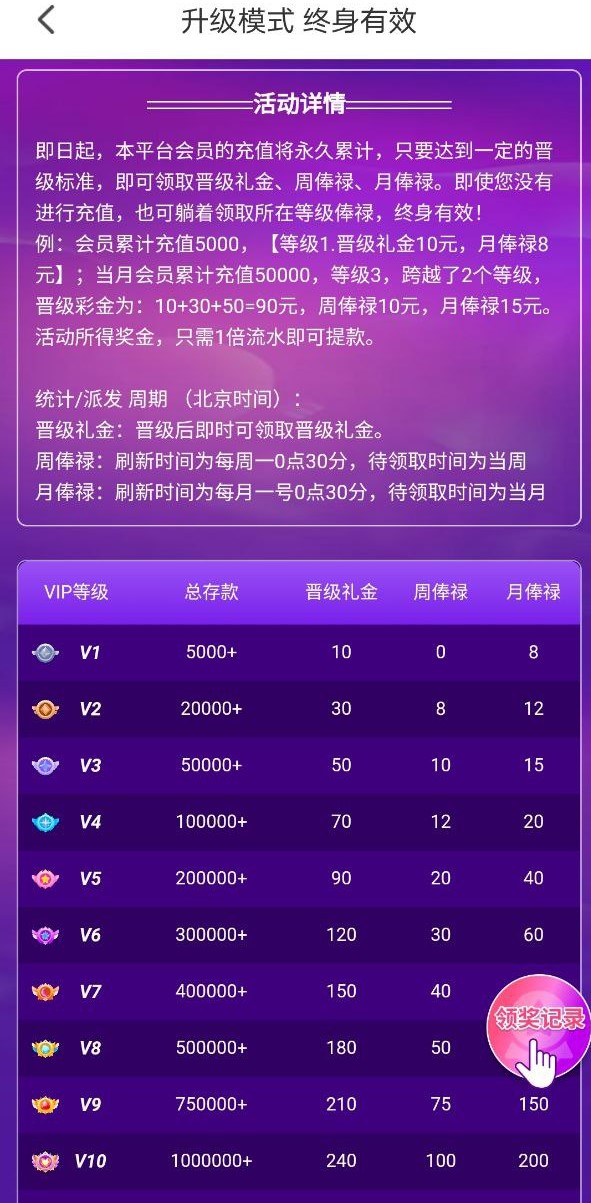 升级模式 终身有效
活动详情
即日起，本平台会员的充值将永久累计，只要达到一定的晋
级标准，即可领取晋级礼金、周俸禄、月俸禄。即使您没有
进行充值，也可躺着领取所在等级俸禄，终身有效！
例：会员累计充值5000，【等级1.晋级礼金10元，月俸禄8
元】；当月会员累计充值50000，等级3，跨越了2个等级，
晋级彩金为：10+30+50=90元，周俸禄10元，月俸禄15元。
活动所得奖金，只需1倍流水即可提款。
统计/派发 周期 （北京时间）：
晋级礼金：晋级后即时可领取晋级礼金。
周俸禄：刷新时间为每周一0点30分，待领取时间为当周
月俸禄：刷新时间为每月一号0点30分，待领取时间为当月
VIP等级 总存款 晋级礼金 周俸禄 月俸禄
V1 5000+ 10 0 8
V2 20000+ 30 8 12
V3 50000+ 50 10 15
V4 100000+ 70 12 20
V5 200000+ 90 20 40
V6 300000+ 120 30 60
V7 400000+ 150 40
领奖记录
V8 500000+ 180 50
V9 750000+ 210 75 150
V10 1000000+ 240 100 200